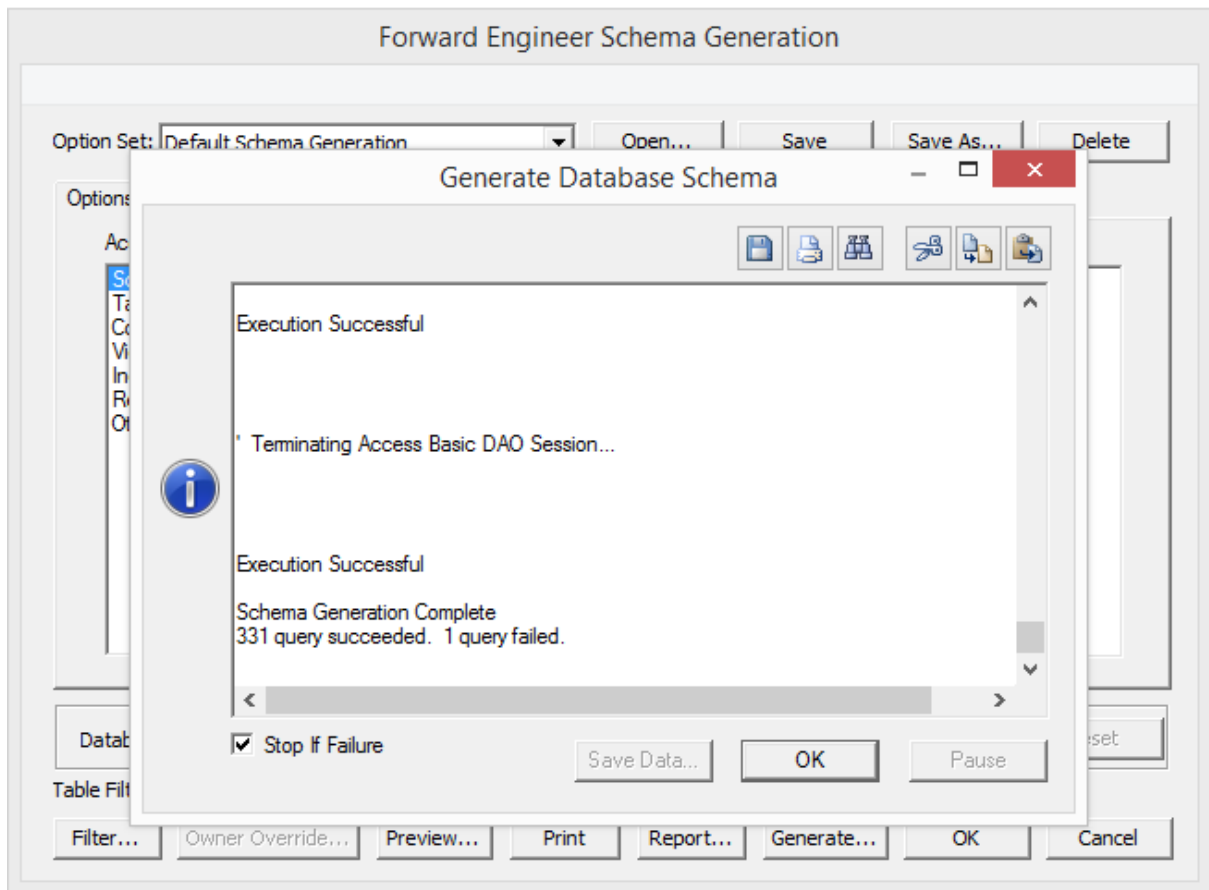 Forward Engineer Schema Generation
Option Set: Default Schema Generation Open... Save Save As... Delete
Generate Database Schema
Options
Execution Successful
' Terminating Access Basic DAO Session...
Execution Successful
Schema Generation Complete
331 query succeeded. 1 query failed.
Stop If Failure
Save Data... OK Pause
Table Filt
Filter... Owner Override... Preview... Print Report... Generate... OK Cancel